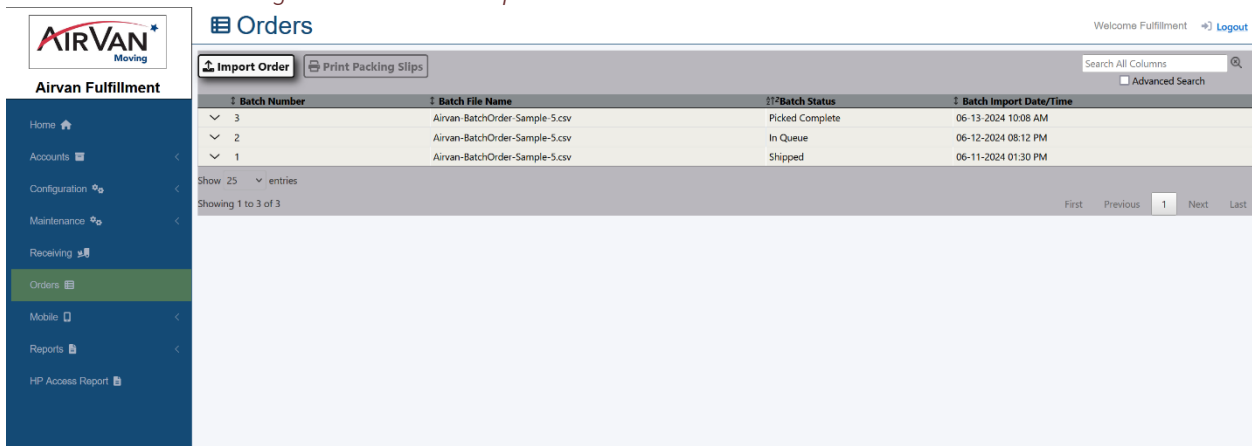 AIRVAN
Moving
Airvan Fulfillment
Home
Accounts
Configuration
Maintenance
Receiving
Orders
Mobile
Reports
HP Access Report
Orders
Welcome Fulfillment Logout
Import Order Print Packing Slips
Search All Columns
Advanced Search
Batch Number Batch File Name Batch Status Batch Import Date/Time
3 Airvan-BatchOrder-Sample-5.csv Picked Complete 06-13-2024 10:08 AM
2 Airvan-BatchOrder-Sample-5.csv In Queue 06-12-2024 08:12 PM
1 Airvan-BatchOrder-Sample-5.csv Shipped 06-11-2024 01:30 PM
Show 25 entries
Showing 1 to 3 of 3
First Previous 1 Next Last